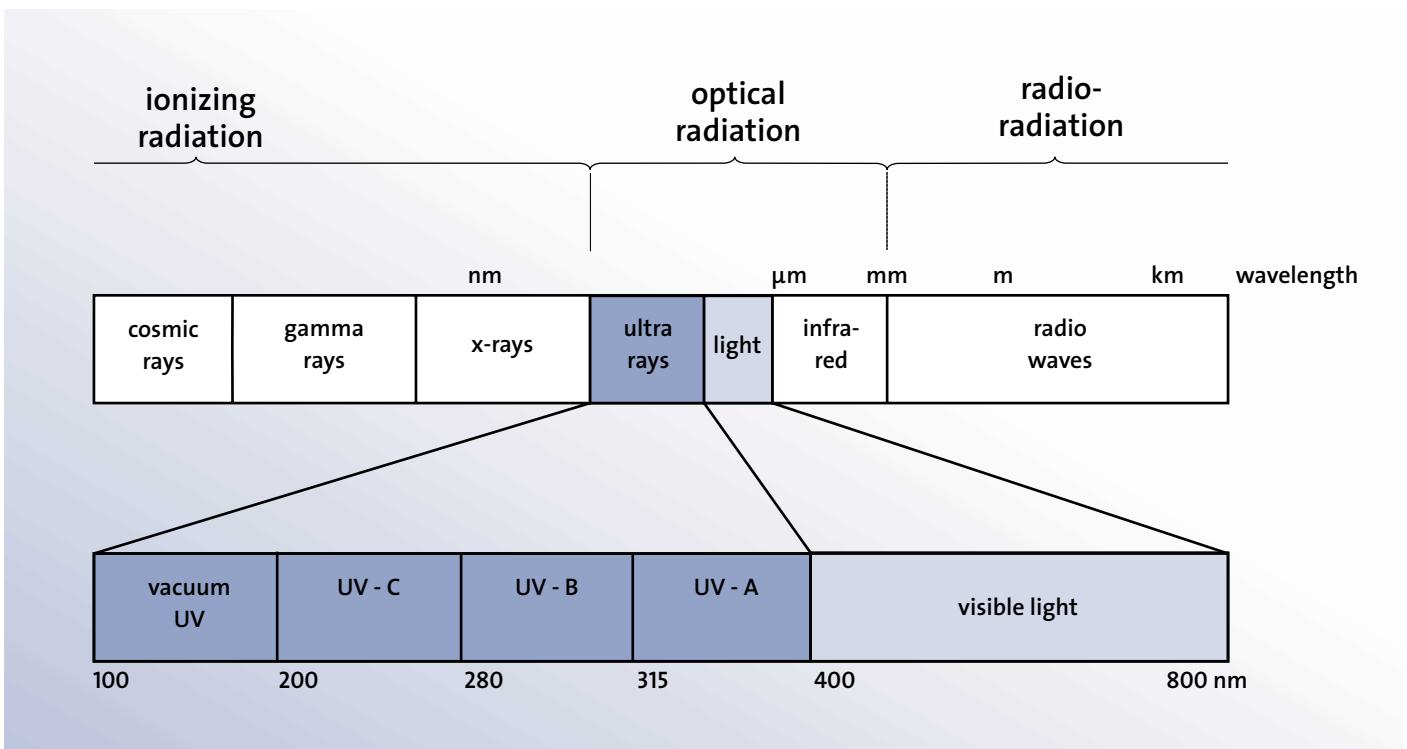 ionizing
radiation
optical
radiation
radio-
radiation
nm
µm
mm
m
km
wavelength
cosmic
rays
gamma
rays
x-rays
ultra
rays
light
infra-
red
radio
waves
vacuum
UV
UV - C
UV - B
UV - A
visible light
100
200
280
315
400
800 nm